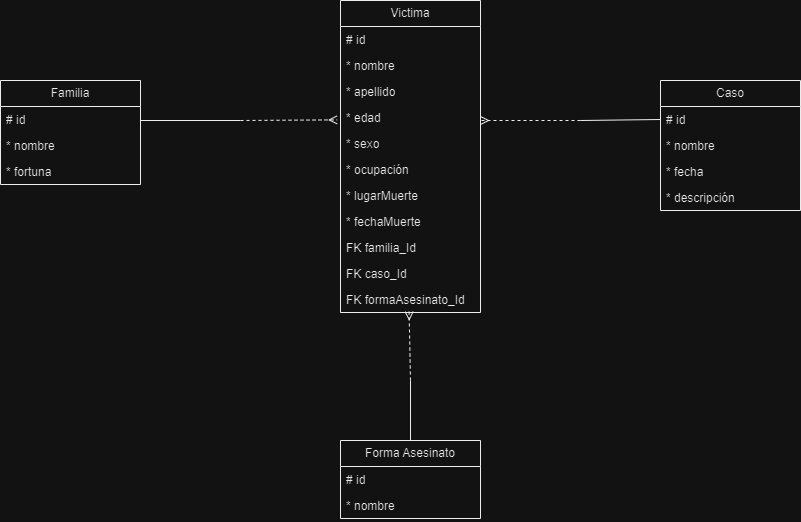 Victima
# id
* nombre
* apellido
* edad
* sexo
* ocupación
* lugarMuerte
* fechaMuerte
FK familia_Id
FK caso_Id
FK formaAsesinato_Id
Familia
# id
* nombre
* fortuna
Caso
# id
* nombre
* fecha
* descripción
Forma Asesinato
# id
* nombre